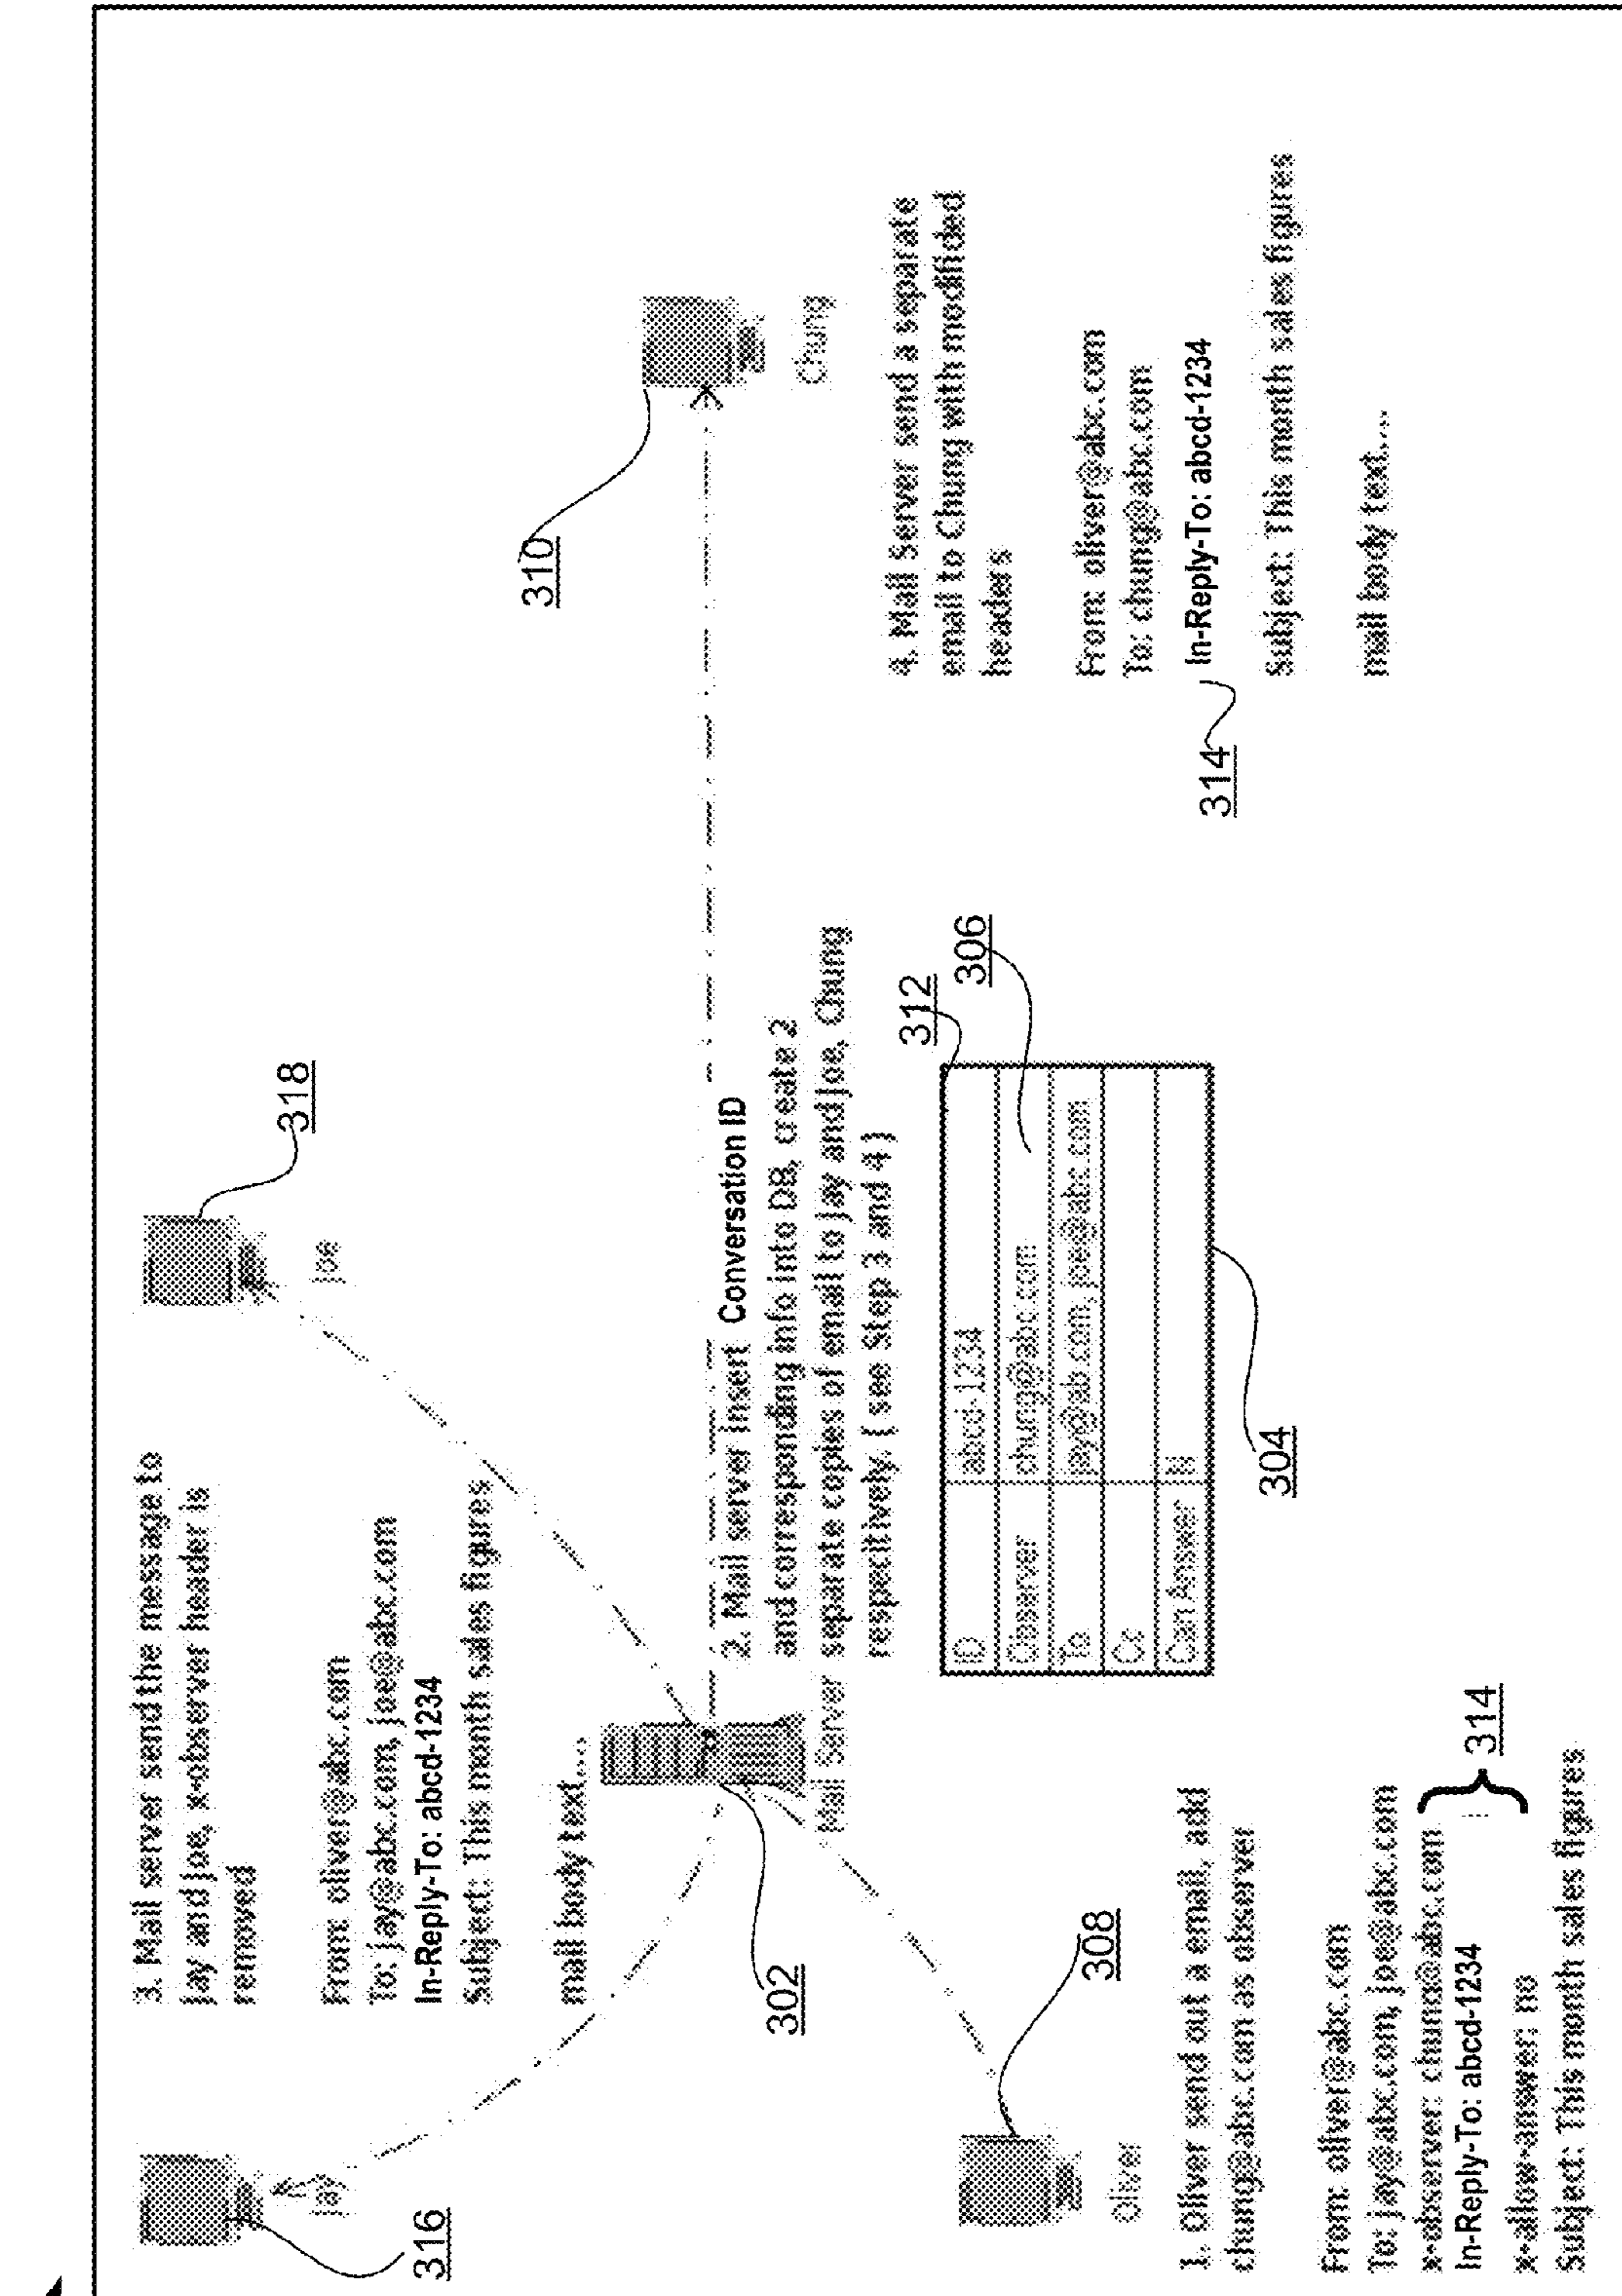 316
Jay
3. Mail server send the message to
jay and joe, x-observer header is
removed
From: oliver@abc.com
To: jay@abc.com, joe@abc.com
In-Reply-To: abcd-1234
Subject: This month sales figures
mail body text...
318
Joe
302
Mail Server
2. Mail server insert Conversation ID
and corresponding info into DB, create 2
separate copies of email to jay and joe, Chung
respecitively. ( see Step 3 and 4 )
310
Chung
308
Oliver
1. Oliver send out a email, add
chung@abc.com as observer
From: oliver@abc.com
To: jay@abc.com, joe@abc.com
x-observer: chung@abc.com
In-Reply-To: abcd-1234
x-allow-answer: no
Subject: This month sales figures
314
312
306
ID abcd-1234
Observer chung@abc.com
To jay@ab.com, joe@abc.com
Cc
Can Answer N
304
4. Mail Server send a separate
email to Chung with modifided
headers
From: oliver@abc.com
To: chung@abc.com
314
In-Reply-To: abcd-1234
Subject: This month sales figures
mail body text....